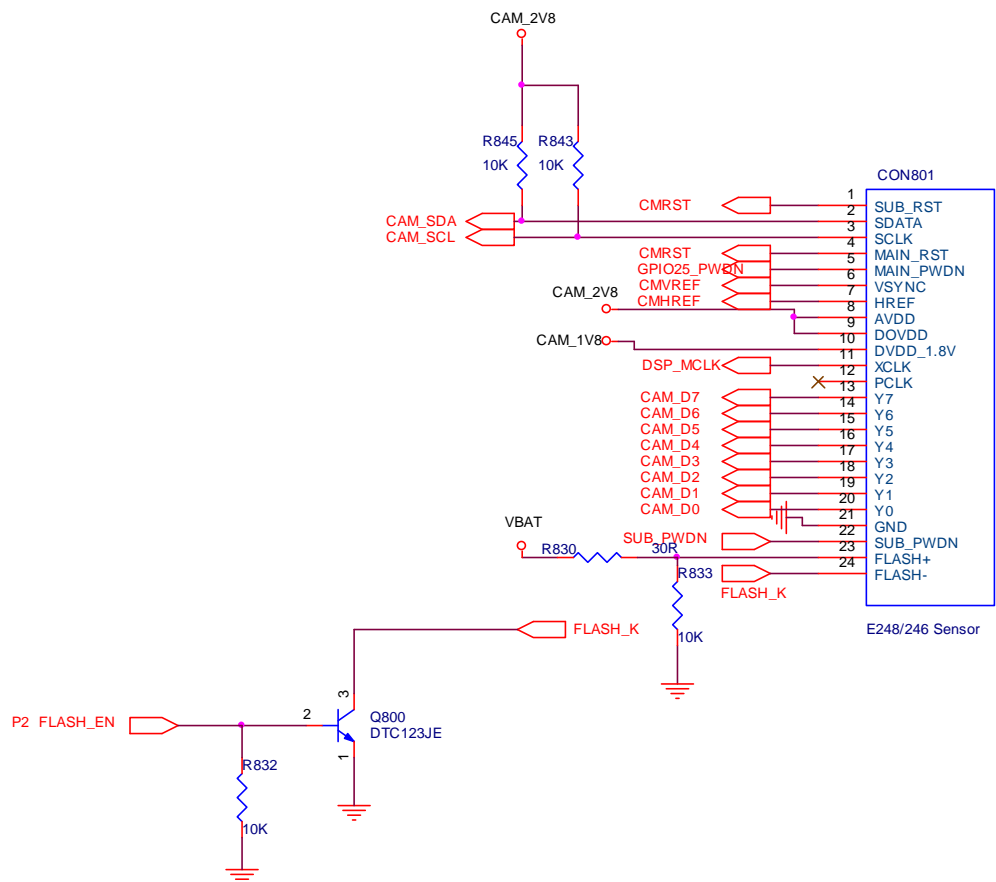 CAM_2V8
R845 R843
10K 10K
CON801
CMRST 1 SUB_RST
CAM_SDA 2 SDATA
CAM_SCL 3 SCLK
CMRST 4 MAIN_RST
GPIO25_PWDN 5 MAIN_PWDN
CMVREF 6 VSYNC
CMHREF 7 HREF
CAM_2V8 8 AVDD
9 DOVDD
CAM_1V8 10 DVDD_1.8V
DSP_MCLK 11 XCLK
12 PCLK
CAM_D7 13 Y7
CAM_D6 14 Y6
CAM_D5 15 Y5
CAM_D4 16 Y4
CAM_D3 17 Y3
CAM_D2 18 Y2
CAM_D1 19 Y1
CAM_D0 20 Y0
21 GND
SUB_PWDN 22 SUB_PWDN
VBAT
R830 30R 23 FLASH+
24 FLASH-
R833
10K
FLASH_K
E248/246 Sensor
FLASH_K
P2 FLASH_EN
2
3
1
Q800
DTC123JE
R832
10K